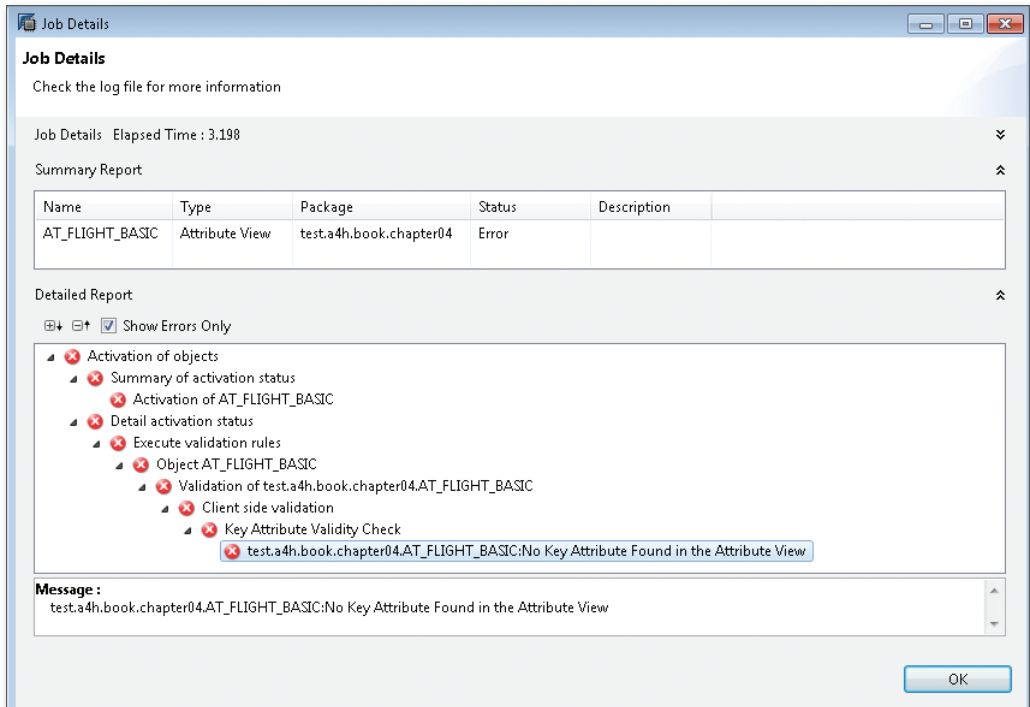 Job Details
Job Details
Check the log file for more information
Job Details Elapsed Time : 3.198
Summary Report
Name Type Package Status Description
AT_FLIGHT_BASIC Attribute View test.a4h.book.chapter04 Error
Detailed Report
Show Errors Only
Activation of objects
Summary of activation status
Activation of AT_FLIGHT_BASIC
Detail activation status
Execute validation rules
Object AT_FLIGHT_BASIC
Validation of test.a4h.book.chapter04.AT_FLIGHT_BASIC
Client side validation
Key Attribute Validity Check
test.a4h.book.chapter04.AT_FLIGHT_BASIC:No Key Attribute Found in the Attribute View
Message :
test.a4h.book.chapter04.AT_FLIGHT_BASIC:No Key Attribute Found in the Attribute View
OK